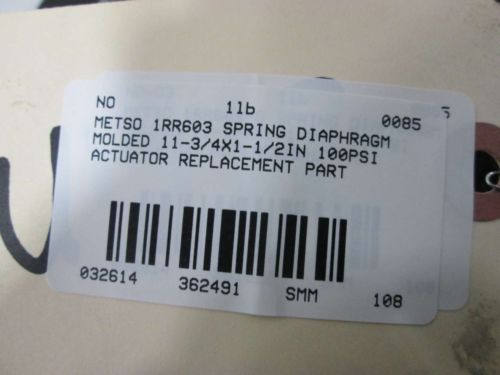 NO 1lb 0085
METSO 1RR603 SPRING DIAPHRAGM
MOLDED 11-3/4X1-1/2IN 100PSI
ACTUATOR REPLACEMENT PART
032614 362491 SMM 108